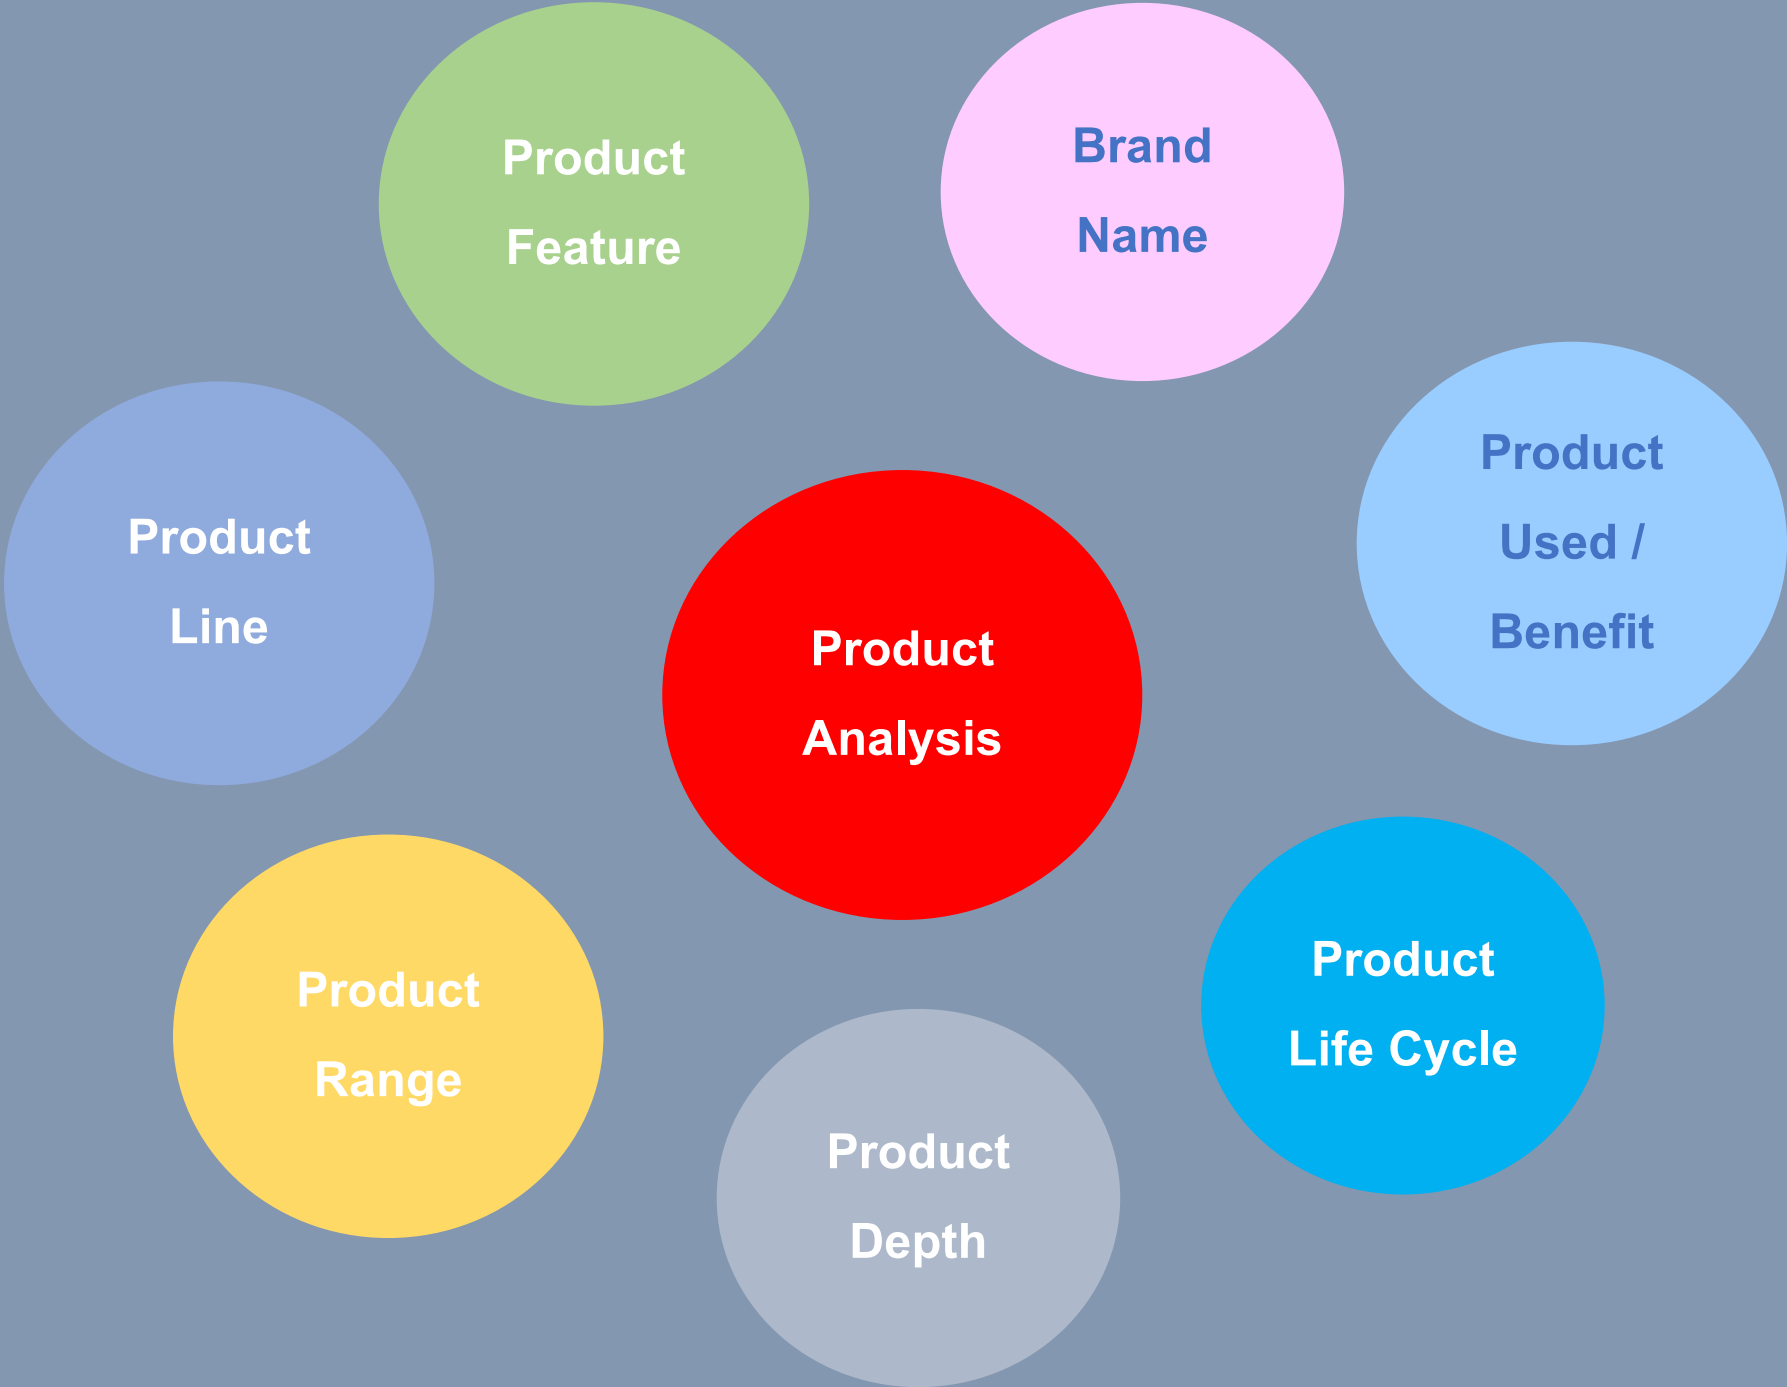 Product
Feature
Brand
Name
Product
Used /
Benefit
Product
Line
Product
Analysis
Product
Life Cycle
Product
Range
Product
Depth